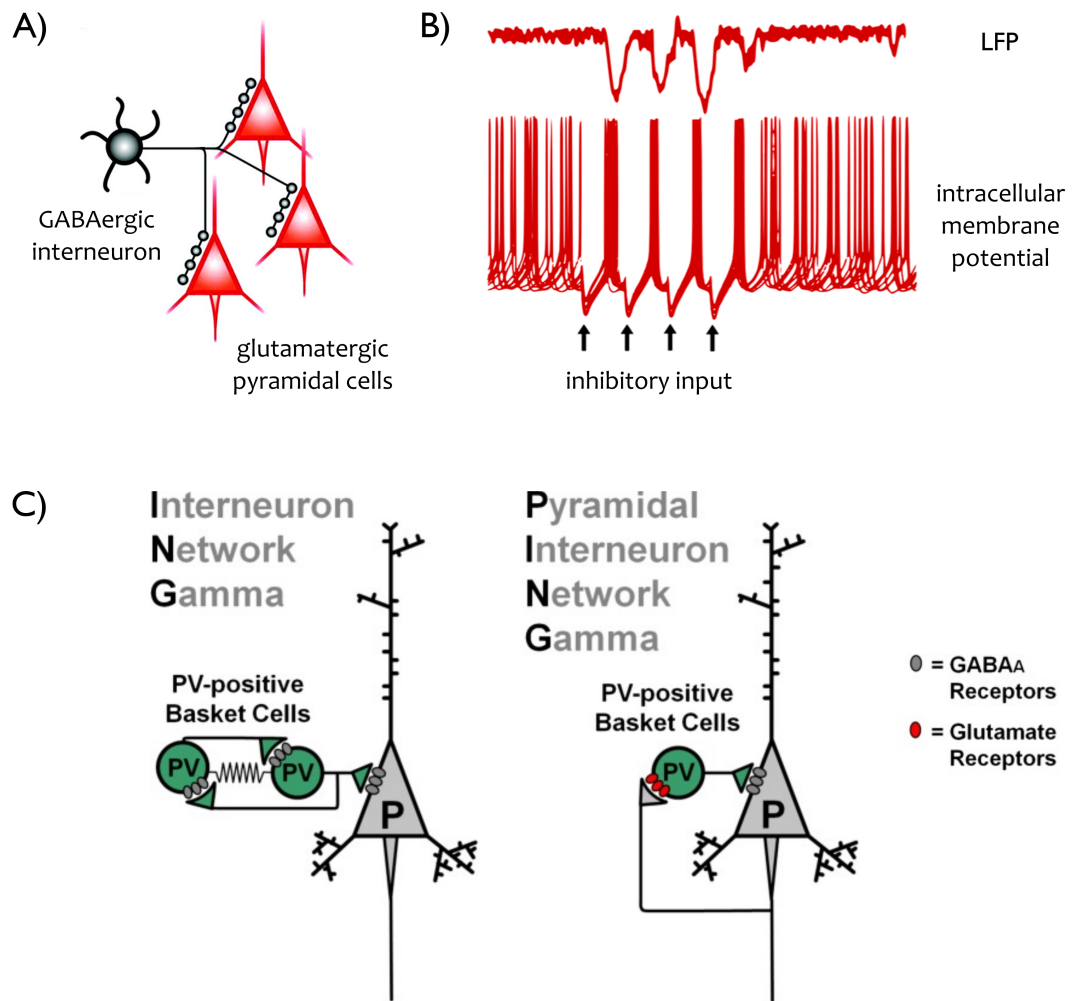 A)
GABAergic
interneuron
glutamatergic
pyramidal cells
B)
LFP
intracellular
membrane
potential
inhibitory input
C)
Interneuron
Network
Gamma
PV-positive
Basket Cells
PV
PV
P
Pyramidal
Interneuron
Network
Gamma
PV-positive
Basket Cells
PV
P
= GABAA
Receptors
= Glutamate
Receptors